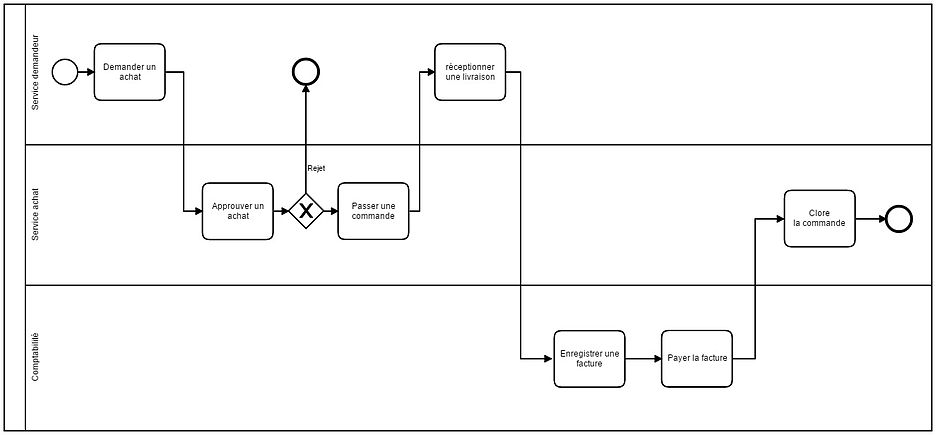 Service demandeur
Demander un
achat
réceptionner
une livraison
Rejet
Service achat
Approuver un
achat
X
Passer une
commande
Clore
la commande
Comptabilité
Enregistrer une
facture
Payer la facture